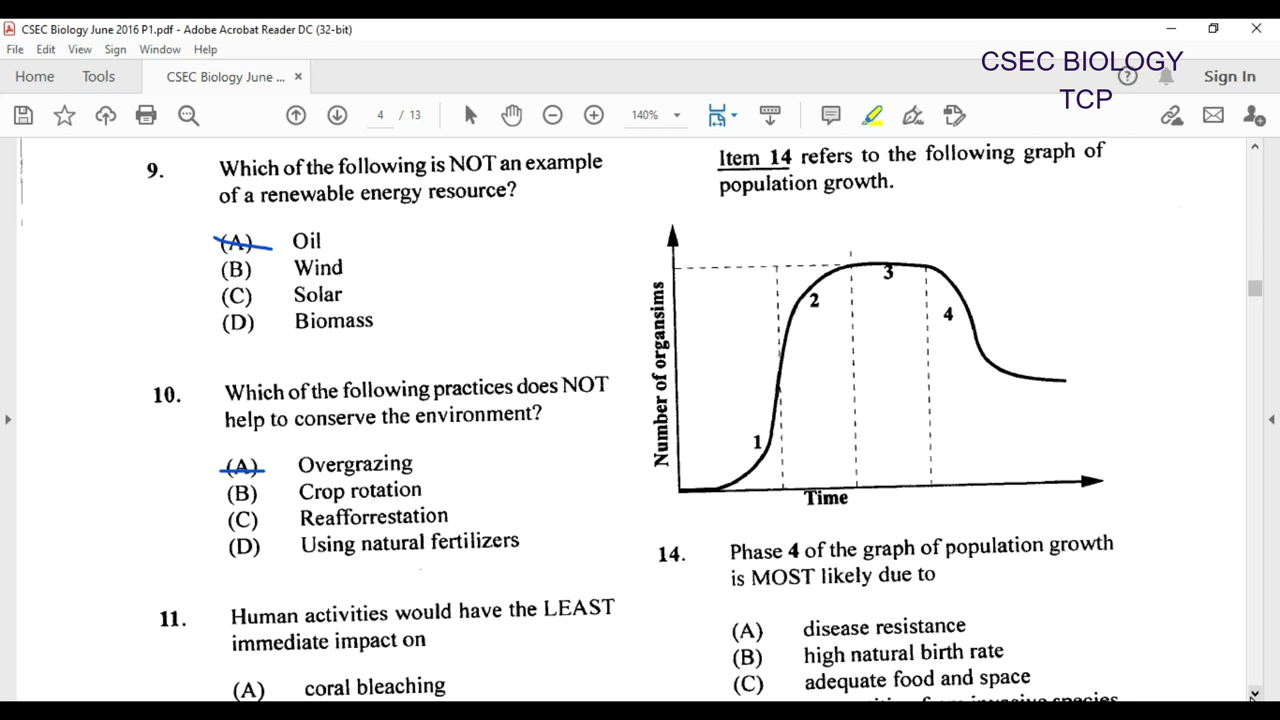 CSEC Biology June 2016 P1.pdf - Adobe Acrobat Reader DC (32-bit)
File Edit View Sign Window Help
CSEC BIOLOGY
TCP
Home Tools CSEC Biology June ... × Sign In
4 / 13 140%
9. Which of the following is NOT an example
of a renewable energy resource?
(A) Oil
(B) Wind
(C) Solar
(D) Biomass
10. Which of the following practices does NOT
help to conserve the environment?
(A) Overgrazing
(B) Crop rotation
(C) Reafforrestation
(D) Using natural fertilizers
11. Human activities would have the LEAST
immediate impact on
(A) coral bleaching
Item 14 refers to the following graph of
population growth.
Number of organsims
1
2
3
4
Time
14. Phase 4 of the graph of population growth
is MOST likely due to
(A) disease resistance
(B) high natural birth rate
(C) adequate food and space
from invasive species